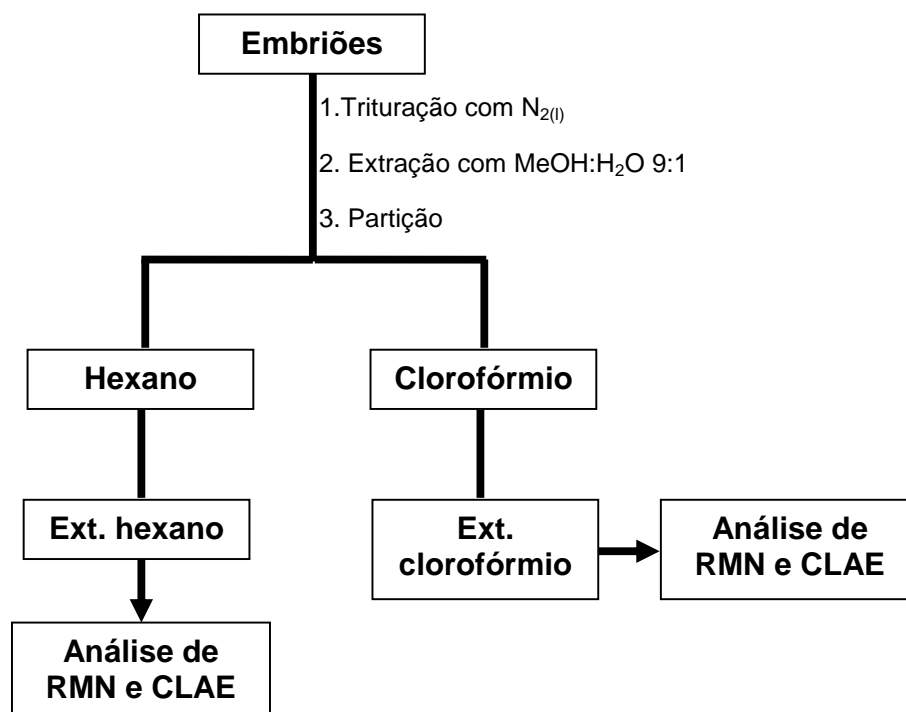 Embriões
1.Trituração com N₂₍ₗ₎
2. Extração com MeOH:H₂O 9:1
3. Partição
Hexano
Clorofórmio
Ext. hexano
Ext.
clorofórmio
Análise de
RMN e CLAE
Análise de
RMN e CLAE